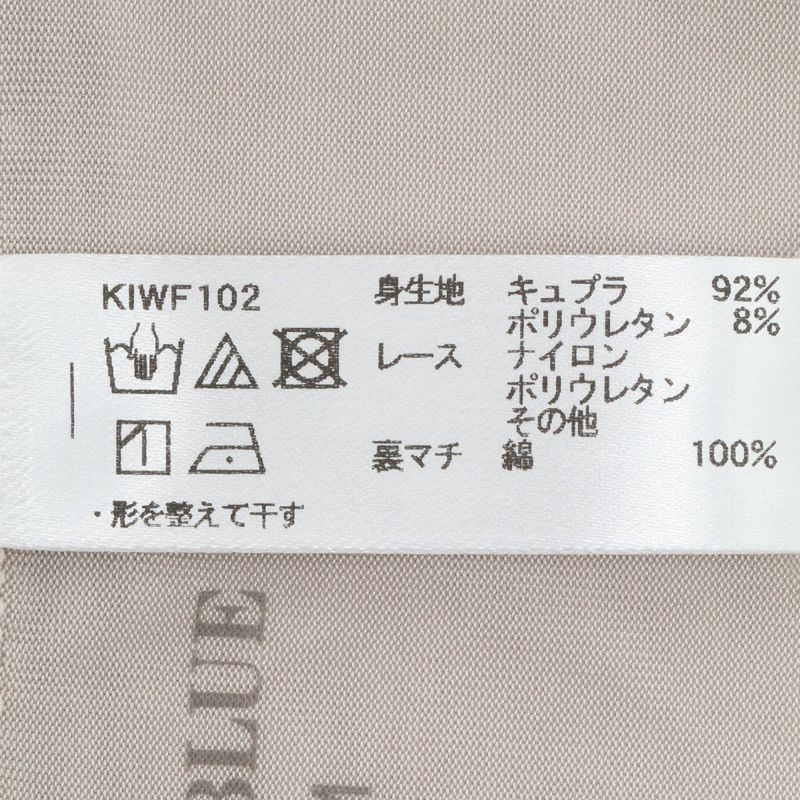 KIWF102
身生地 キュプラ 92%
ポリウレタン 8%
レース ナイロン
ポリウレタン
その他
裏マチ 綿 100%
・形を整えて干す
BLUE